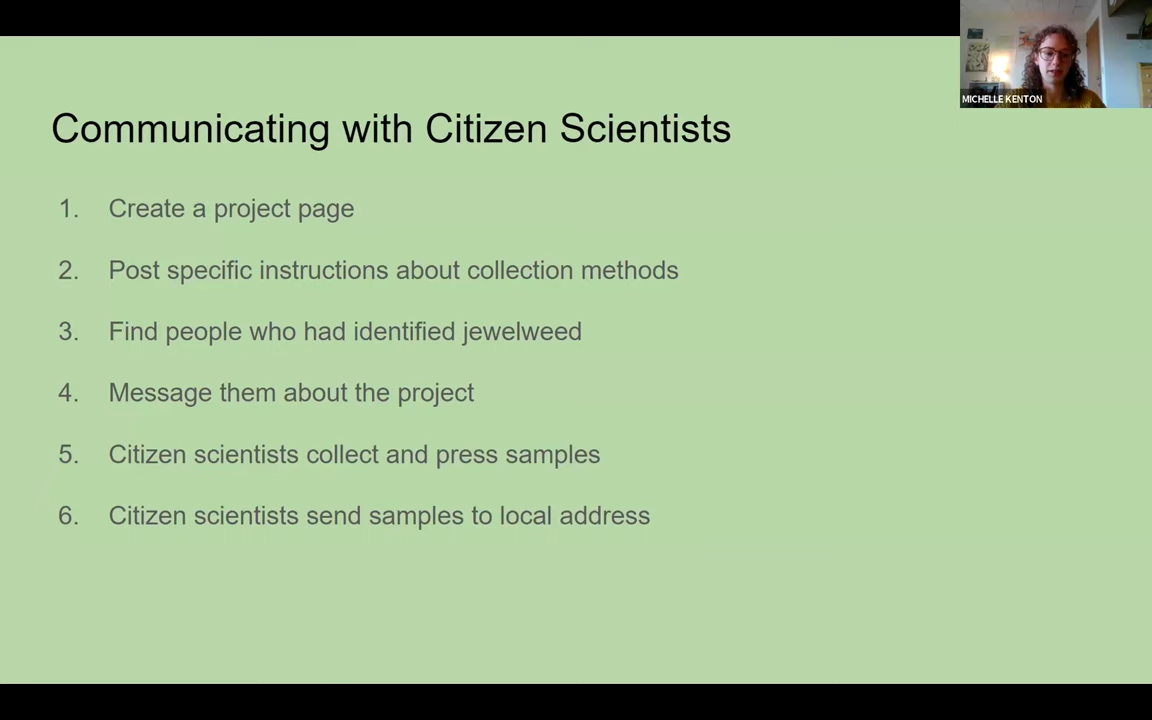 MICHELLE KENTON
Communicating with Citizen Scientists
1. Create a project page
2. Post specific instructions about collection methods
3. Find people who had identified jewelweed
4. Message them about the project
5. Citizen scientists collect and press samples
6. Citizen scientists send samples to local address